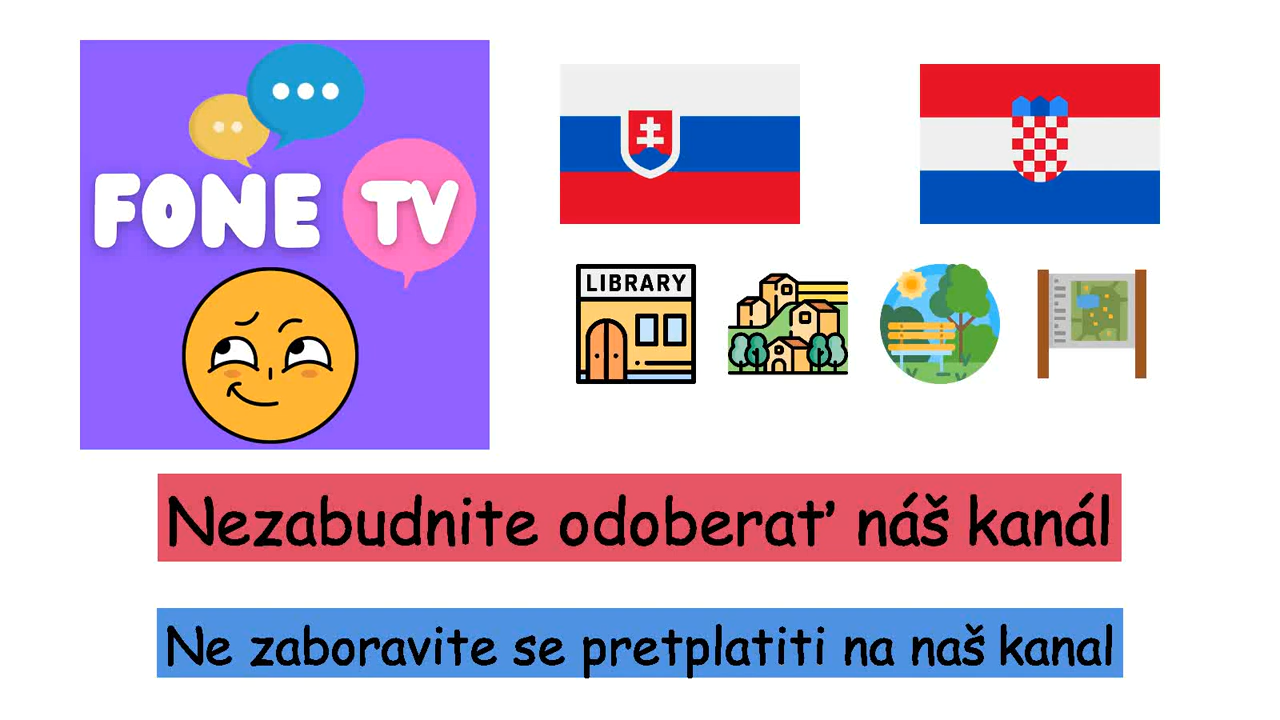 FONE TV
LIBRARY
Nezabudnite odoberať náš kanál
Ne zaboravite se pretplatiti na naš kanal